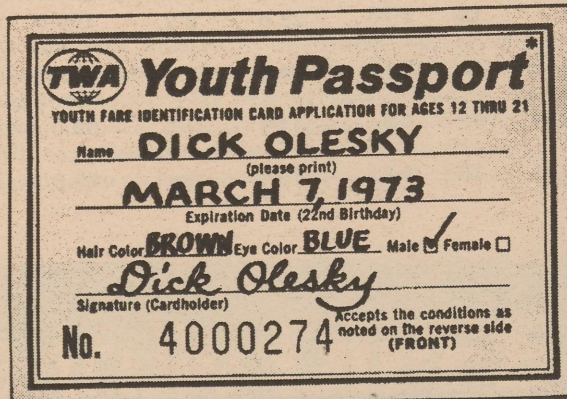 TWA Youth Passport*
YOUTH FARE IDENTIFICATION CARD APPLICATION FOR AGES 12 THRU 21
Name DICK OLESKY
(please print)
MARCH 7, 1973
Expiration Date (22nd Birthday)
Hair Color BROWN Eye Color BLUE Male ☑ Female ☐
Dick Olesky
Signature (Cardholder)
Accepts the conditions as
noted on the reverse side
(FRONT)
No. 4000274